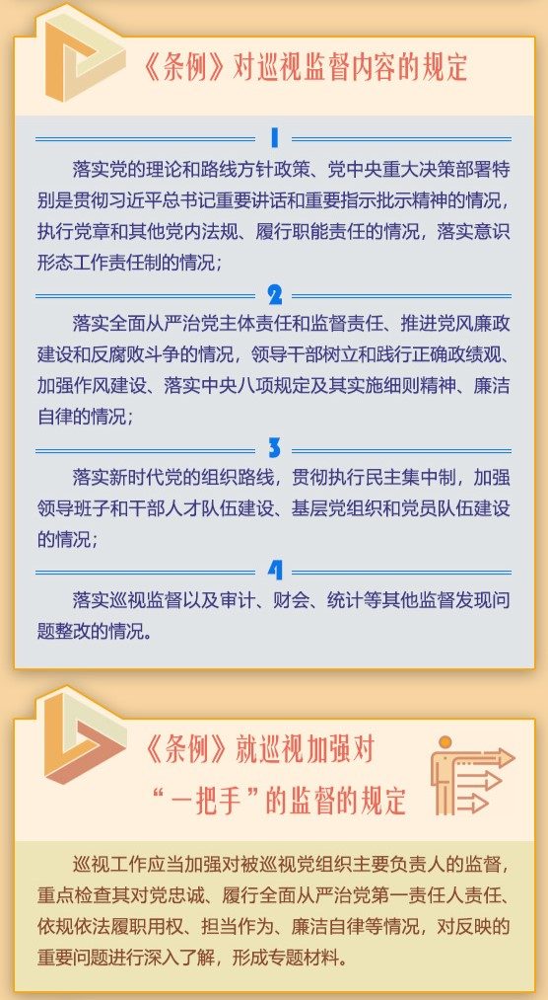 《条例》对巡视监督内容的规定
1
落实党的理论和路线方针政策、党中央重大决策部署特
别是贯彻习近平总书记重要讲话和重要指示批示精神的情况，
执行党章和其他党内法规、履行职能责任的情况，落实意识
形态工作责任制的情况；
2
落实全面从严治党主体责任和监督责任、推进党风廉政
建设和反腐败斗争的情况，领导干部树立和践行正确政绩观、
加强作风建设、落实中央八项规定及其实施细则精神、廉洁
自律的情况；
3
落实新时代党的组织路线，贯彻执行民主集中制，加强
领导班子和干部人才队伍建设、基层党组织和党员队伍建设
的情况；
4
落实巡视监督以及审计、财会、统计等其他监督发现问
题整改的情况。
《条例》就巡视加强对
“一把手”的监督的规定
巡视工作应当加强对被巡视党组织主要负责人的监督，
重点检查其对党忠诚、履行全面从严治党第一责任人责任、
依规依法履职用权、担当作为、廉洁自律等情况，对反映的
重要问题进行深入了解，形成专题材料。